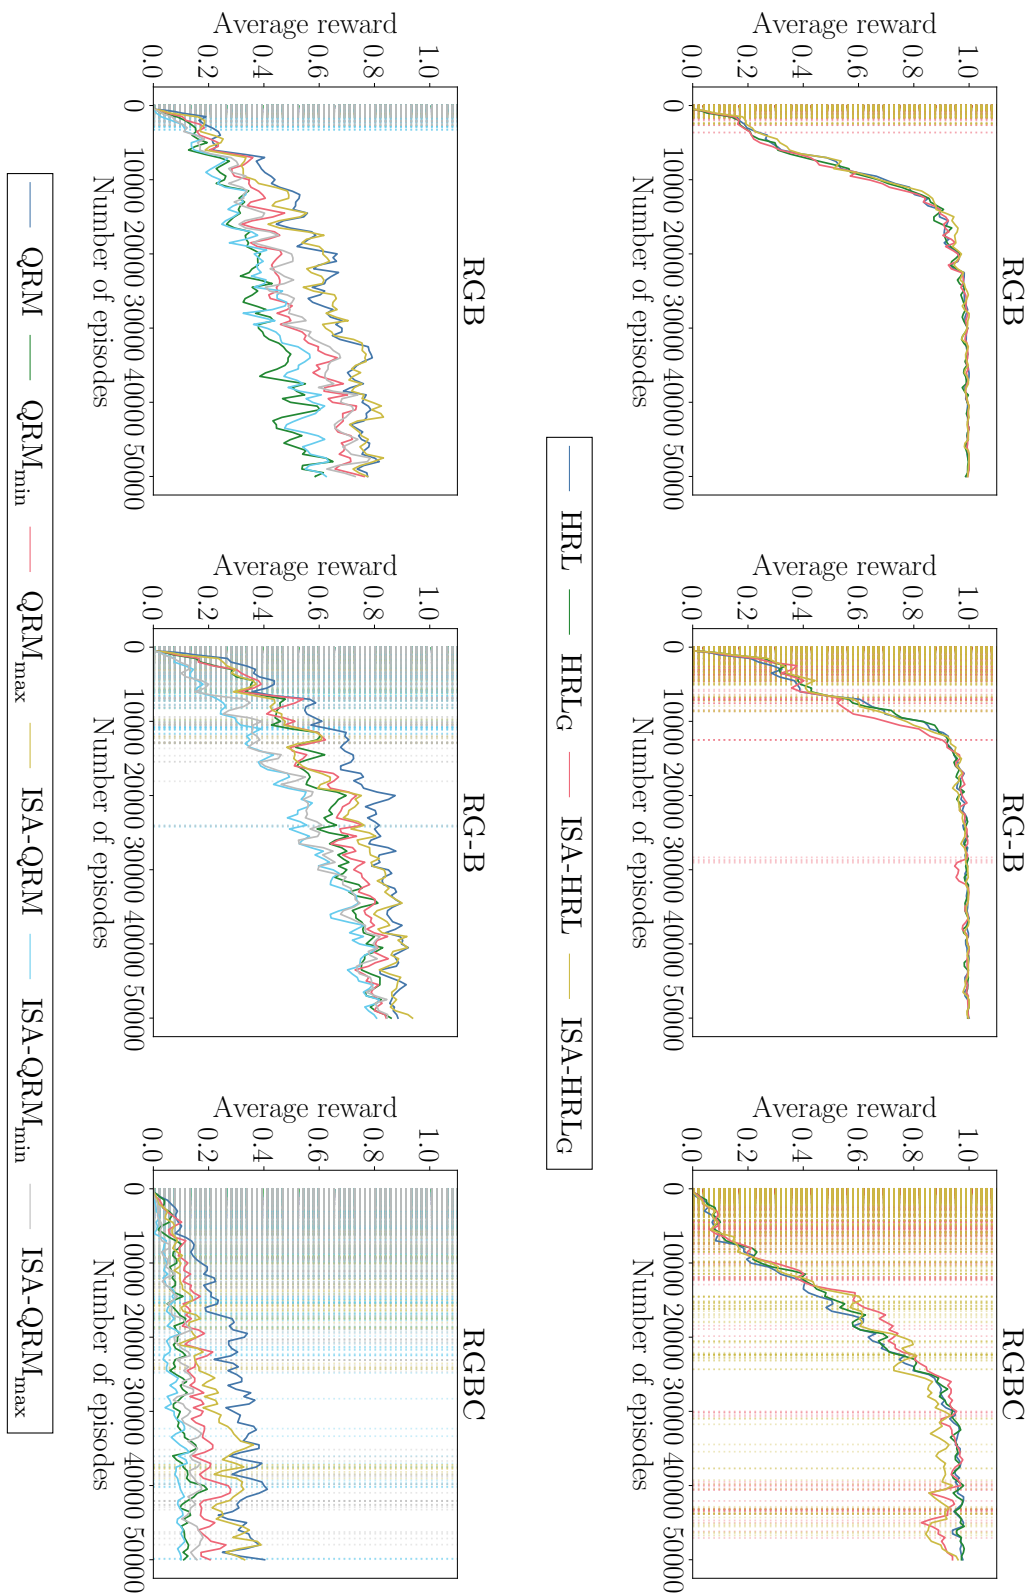 RGB
Average reward
1.0
0.8
0.6
0.4
0.2
0.0
0 10000 20000 30000 40000 50000
Number of episodes
RG-B
Average reward
1.0
0.8
0.6
0.4
0.2
0.0
0 10000 20000 30000 40000 50000
Number of episodes
RGBC
Average reward
1.0
0.8
0.6
0.4
0.2
0.0
0 10000 20000 30000 40000 50000
Number of episodes
HRL HRL_G ISA-HRL ISA-HRL_G
RGB
Average reward
1.0
0.8
0.6
0.4
0.2
0.0
0 10000 20000 30000 40000 50000
Number of episodes
RG-B
Average reward
1.0
0.8
0.6
0.4
0.2
0.0
0 10000 20000 30000 40000 50000
Number of episodes
RGBC
Average reward
1.0
0.8
0.6
0.4
0.2
0.0
0 10000 20000 30000 40000 50000
Number of episodes
QRM QRM_min QRM_max ISA-QRM ISA-QRM_min ISA-QRM_max